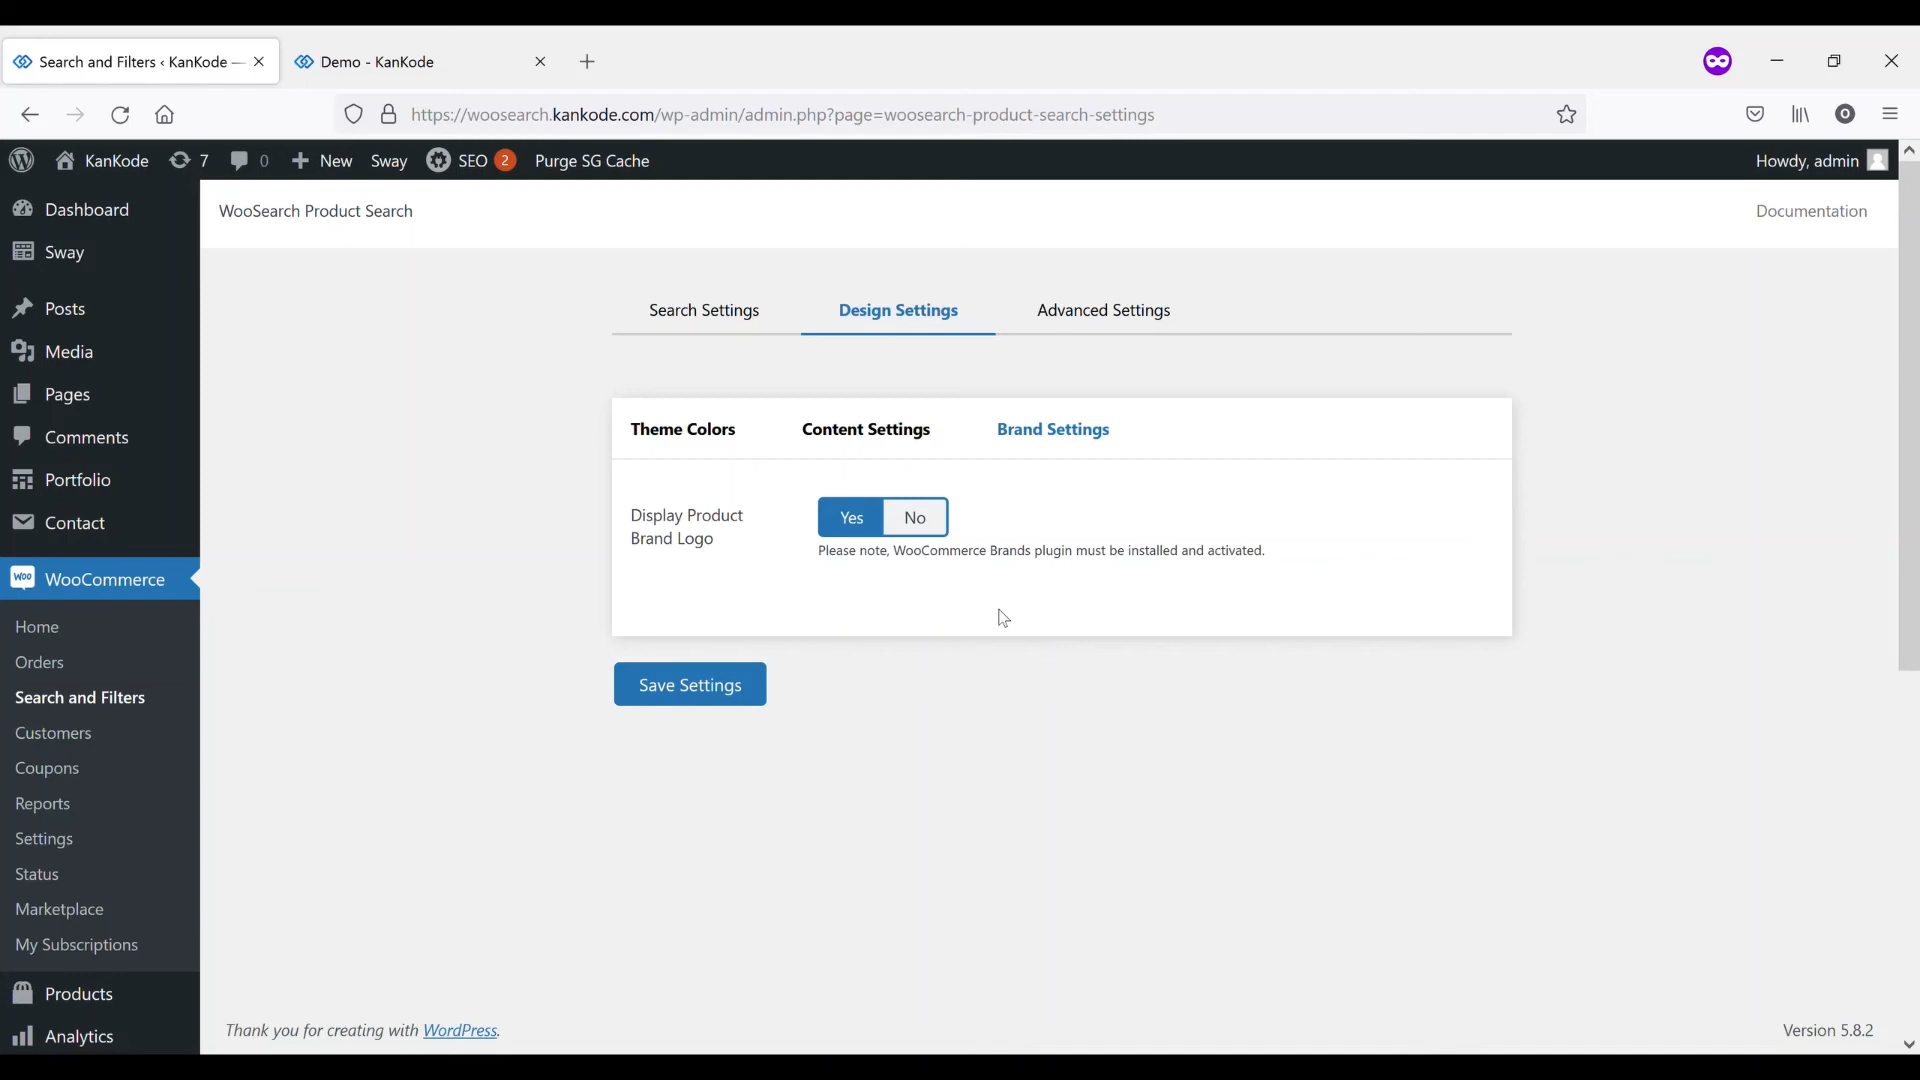 Search and Filters ‹ KanKode —
Demo - KanKode
https://woosearch.kankode.com/wp-admin/admin.php?page=woosearch-product-search-settings
O
KanKode
7
0
New
Sway
SEO 2
Purge SG Cache
Howdy, admin
WooSearch Product Search
Documentation
Dashboard
Sway
Posts
Media
Pages
Comments
Portfolio
Contact
Woo WooCommerce
Home
Orders
Search and Filters
Customers
Coupons
Reports
Settings
Status
Marketplace
My Subscriptions
Products
Analytics
Search Settings
Design Settings
Advanced Settings
Theme Colors
Content Settings
Brand Settings
Display Product
Brand Logo
Yes
No
Please note, WooCommerce Brands plugin must be installed and activated.
Save Settings
Thank you for creating with WordPress.
Version 5.8.2